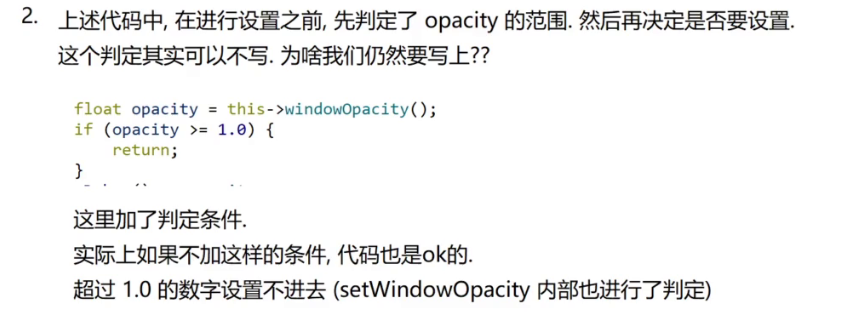 2. 上述代码中, 在进行设置之前, 先判定了 opacity 的范围. 然后再决定是否要设置.
这个判定其实可以不写. 为啥我们仍然要写上??
float opacity = this->windowOpacity();
if (opacity >= 1.0) {
    return;
}
这里加了判定条件.
实际上如果不加这样的条件, 代码也是ok的.
超过 1.0 的数字设置不进去 (setWindowOpacity 内部也进行了判定)